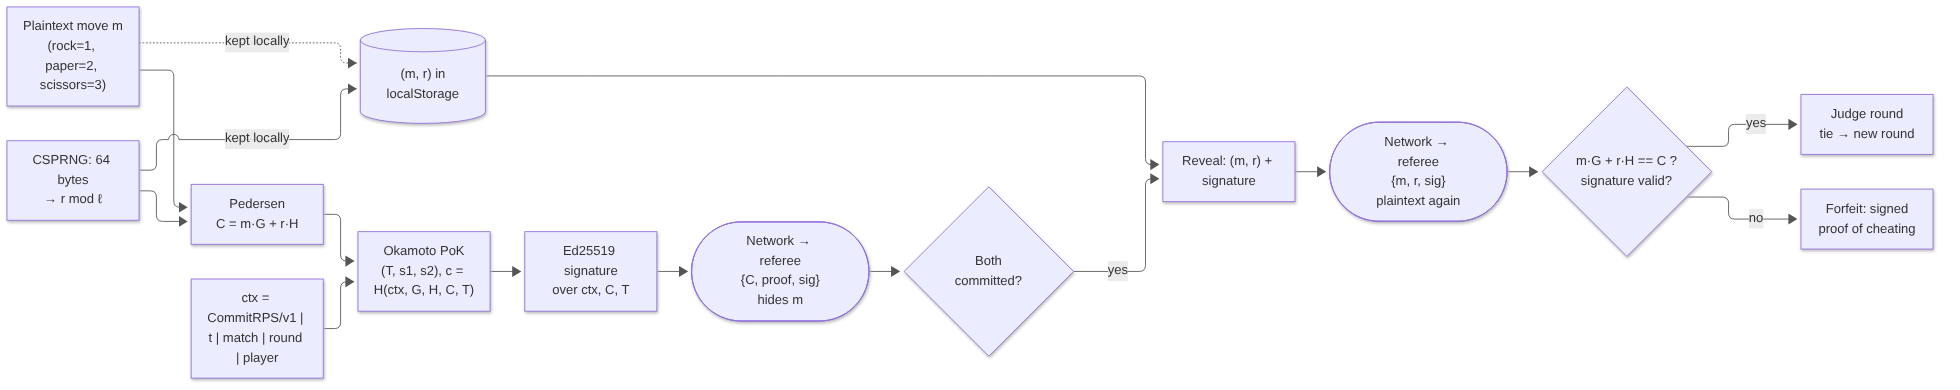 Plaintext move m
(rock=1,
paper=2,
scissors=3)
kept locally
(m, r) in
localStorage
kept locally
CSPRNG: 64
bytes
→ r mod ℓ
Pedersen
C = m·G + r·H
ctx =
CommitRPS/v1 |
t | match | round
| player
Okamoto PoK
(T, s1, s2), c =
H(ctx, G, H, C, T)
Ed25519
signature
over ctx, C, T
Network →
referee
{C, proof, sig}
hides m
Both
committed?
yes
Reveal: (m, r) +
signature
Network →
referee
{m, r, sig}
plaintext again
m·G + r·H == C ?
signature valid?
yes
Judge round
tie → new round
no
Forfeit: signed
proof of cheating